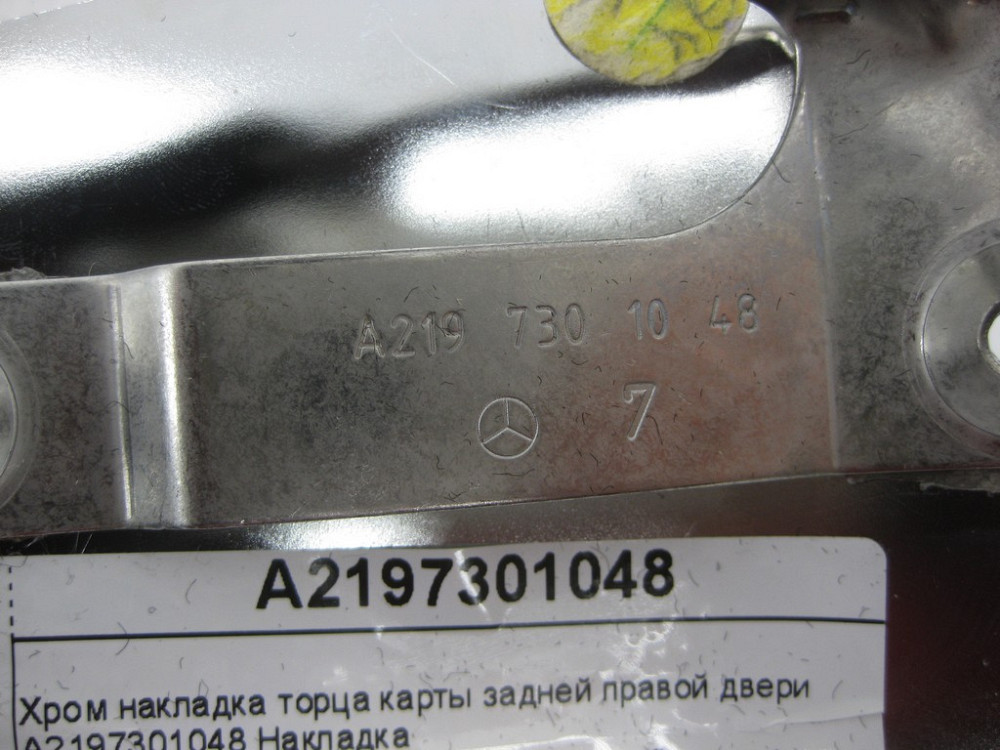 A219 730 10 48
7
A2197301048
Хром накладка торца карты задней правой двери
A2197301048 Накладка